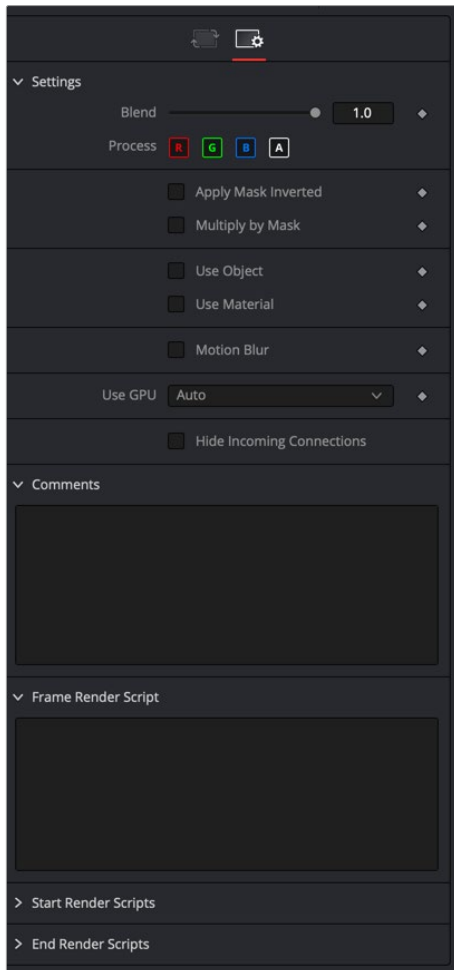 Settings
Blend 1.0
Process R G B A
Apply Mask Inverted
Multiply by Mask
Use Object
Use Material
Motion Blur
Use GPU Auto
Hide Incoming Connections
Comments
Frame Render Script
Start Render Scripts
End Render Scripts